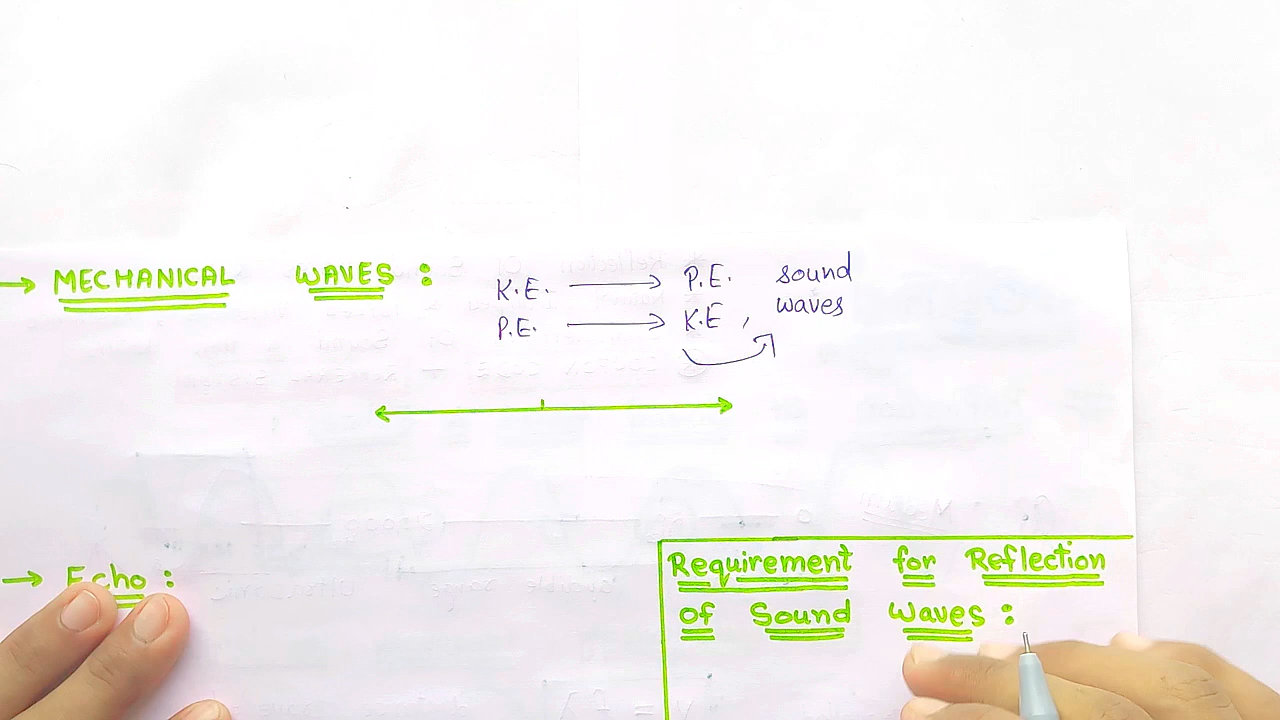 → MECHANICAL WAVES :
K.E. → P.E. sound
waves
P.E. → K.E ,
→ Echo :
Requirement for Reflection
of Sound Waves :